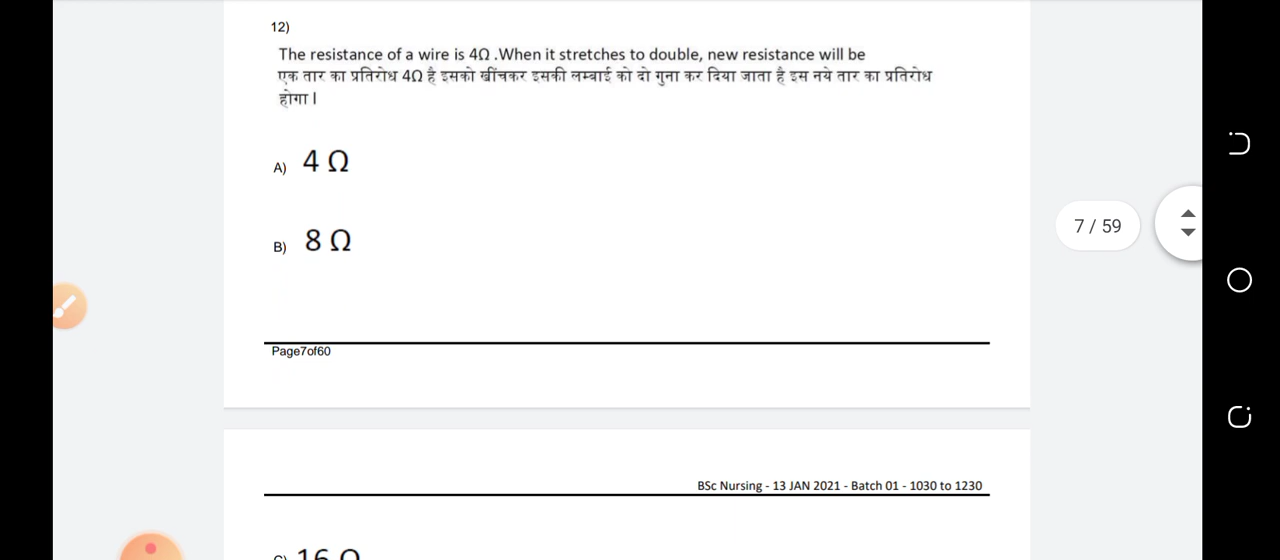 12)
The resistance of a wire is 4Ω .When it stretches to double, new resistance will be
एक तार का प्रतिरोध 4Ω है इसको खींचकर इसकी लम्बाई को दो गुना कर दिया जाता है इस नये तार का प्रतिरोध
होगा।
A) 4 Ω
7 / 59
B) 8 Ω
Page7of60
BSc Nursing - 13 JAN 2021 - Batch 01 - 1030 to 1230
C) 16 Ω